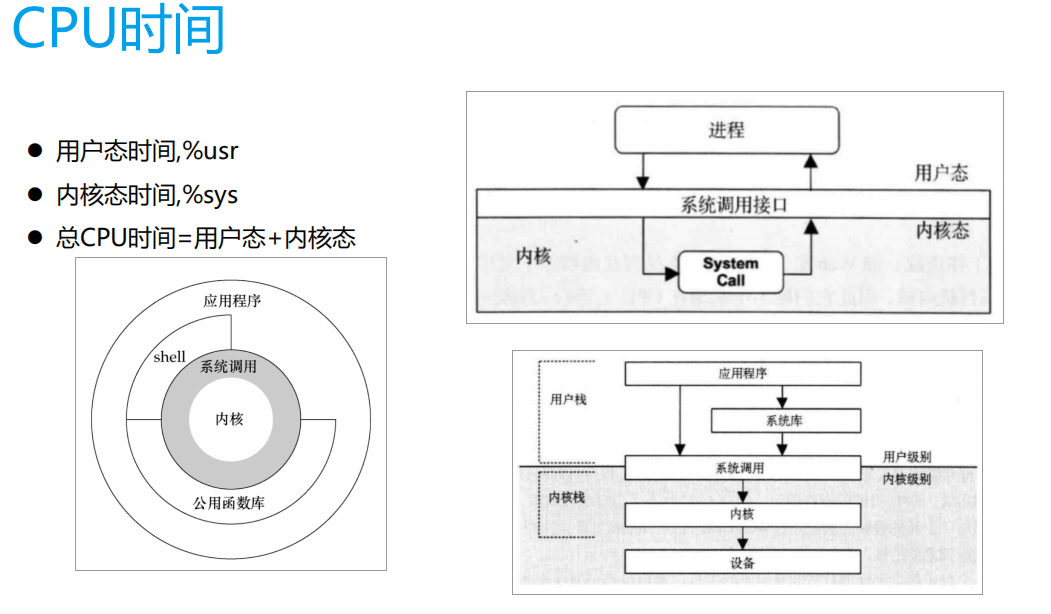 CPU时间
用户态时间,%usr
内核态时间,%sys
总CPU时间=用户态+内核态
应用程序
shell
系统调用
内核
公用函数库
进程
用户态
系统调用接口
内核态
内核
System
Call
应用程序
用户栈
系统库
用户级别
系统调用
内核级别
内核栈
内核
设备